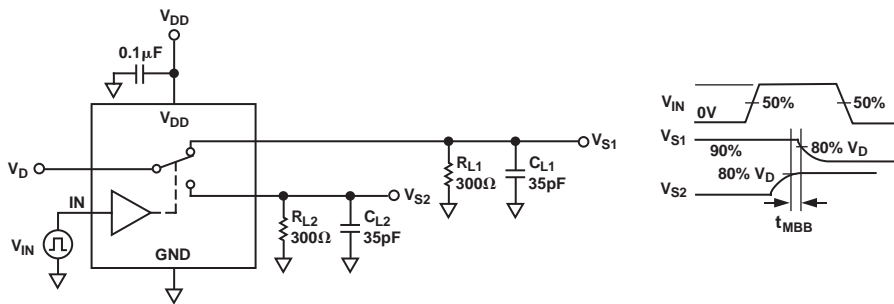 VDD
0.1µF
VDD
VD
IN
VIN
GND
RL1
300Ω
CL1
35pF
VS1
RL2
300Ω
CL2
35pF
VS2
VIN
0V
50%
50%
VS1
90%
80% VD
80% VD
VS2
tMBB